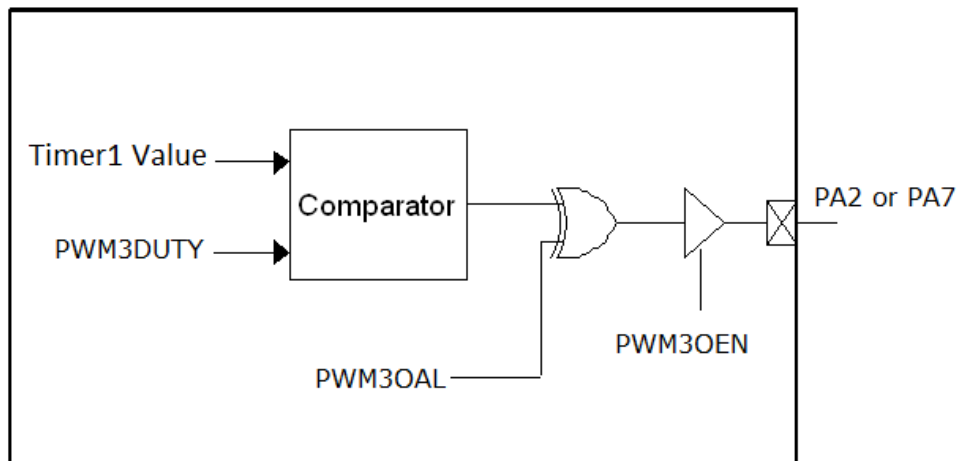 Timer1 Value
PWM3DUTY
Comparator
PWM3OAL
PWM3OEN
PA2 or PA7